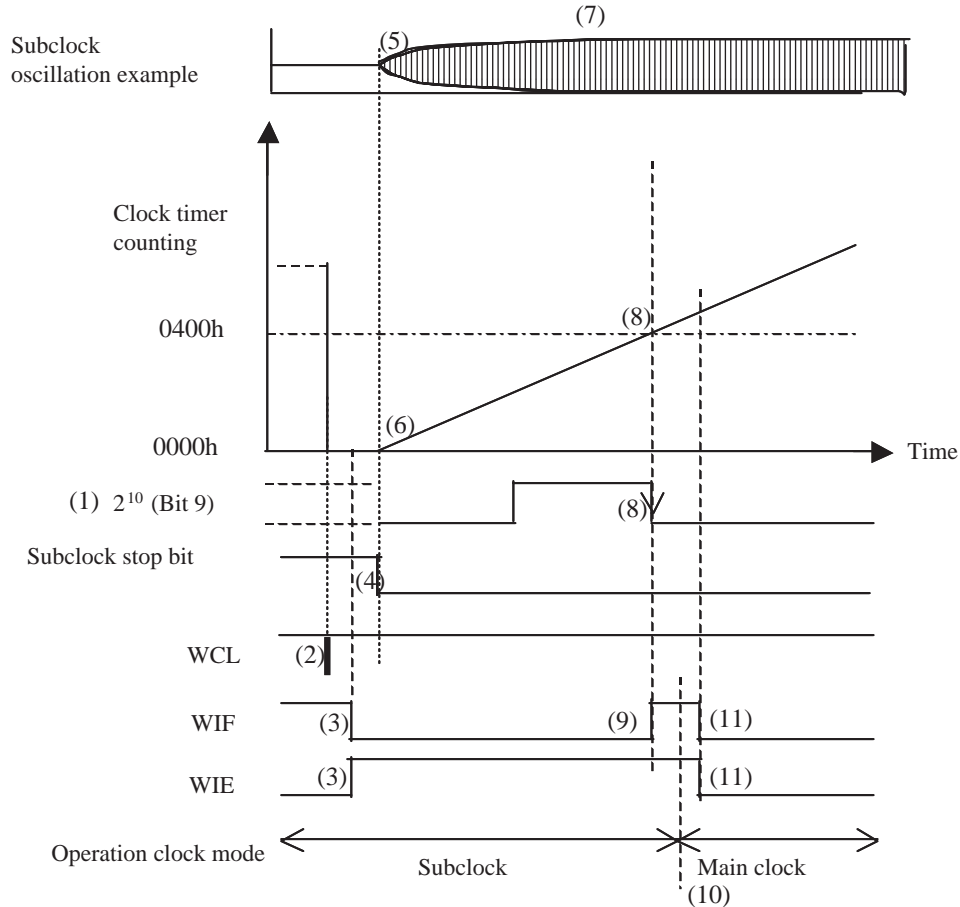 (7)
(5)
Subclock
oscillation example
Clock timer
counting
(8)
0400h
(6)
0000h
Time
(1) 2¹⁰ (Bit 9)
(8)
Subclock stop bit
(4)
WCL
(2)
WIF
(3)
(9)
(11)
WIE
(3)
(11)
Operation clock mode
Subclock
Main clock
(10)